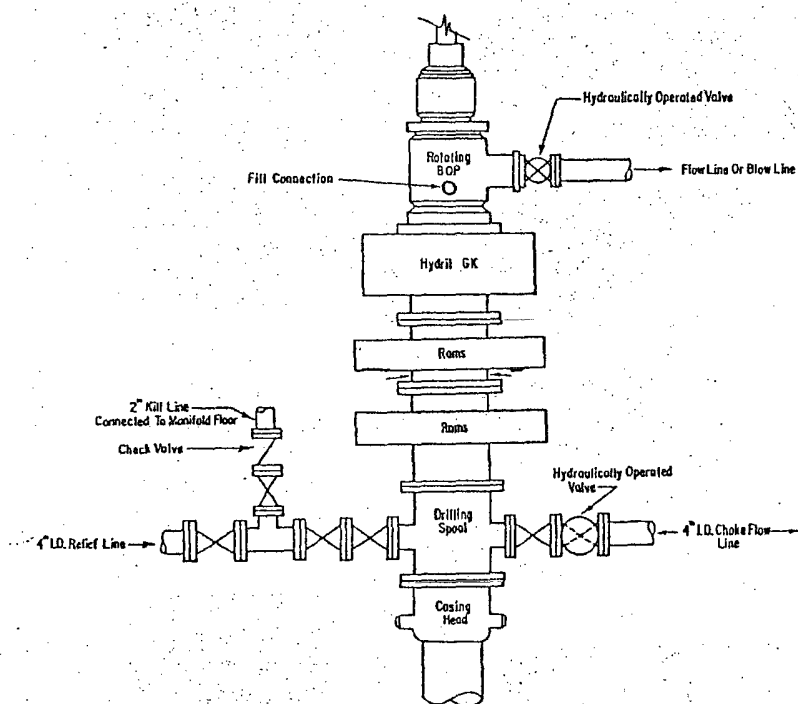 Hydraulically Operated Valve
Rotating
BOP
Fill Connection
Flow Line Or Blow Line
Hydril GK
Rams
2" Kill Line
Connected To Manifold Floor
Check Valve
Rams
Hydraulically Operated
Valve
Drilling
Spool
4" I.D. Relief Line
4" I.D. Choke Flow
Line
Casing
Head